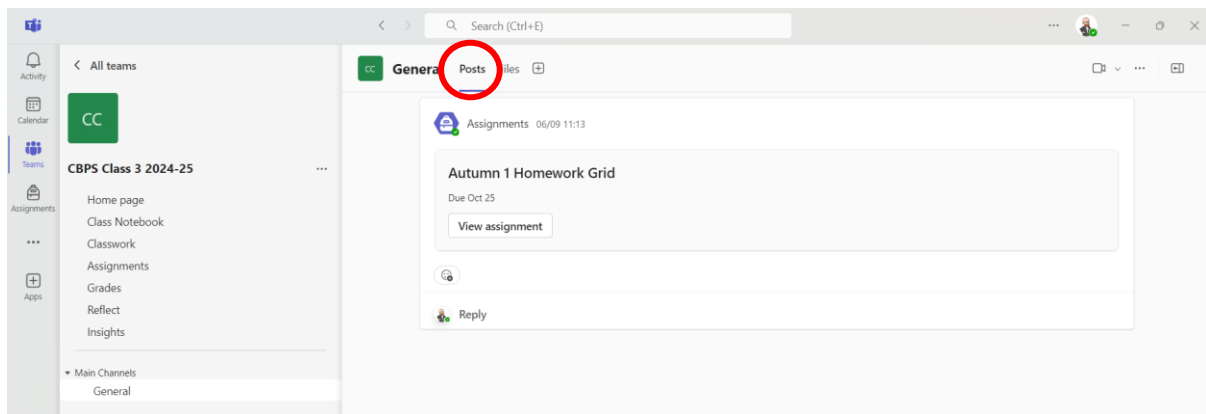 Search (Ctrl+E)
Activity
Calendar
Teams
Assignments
Apps
All teams
CC
CBPS Class 3 2024-25
Home page
Class Notebook
Classwork
Assignments
Grades
Reflect
Insights
Main Channels
General
CC
Genera Posts iles
Assignments 06/09 11:13
Autumn 1 Homework Grid
Due Oct 25
View assignment
Reply